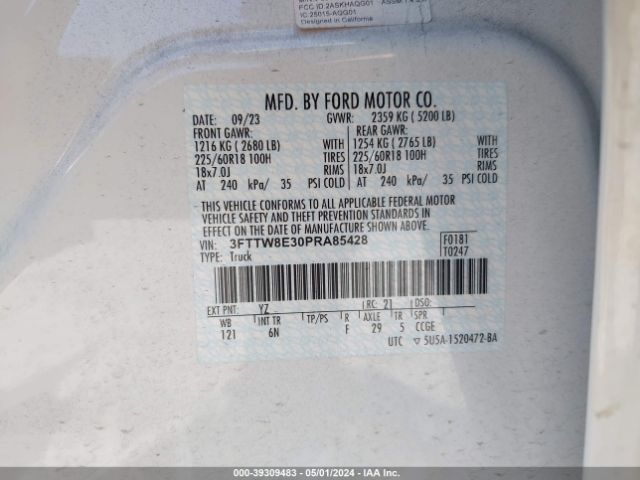 FCC ID 2ASKHAQG01
IC 25015-AQG01
Designed in California
MFD. BY FORD MOTOR CO.
DATE: 09/23 GVWR: 2359 KG ( 5200 LB)
FRONT GAWR: REAR GAWR:
1216 KG ( 2680 LB) WITH 1254 KG ( 2765 LB) WITH
225/60R18 100H TIRES 225/60R18 100H TIRES
18x7.0J RIMS 18x7.0J RIMS
AT 240 kPa/ 35 PSI COLD AT 240 kPa/ 35 PSI COLD
THIS VEHICLE CONFORMS TO ALL APPLICABLE FEDERAL MOTOR
VEHICLE SAFETY AND THEFT PREVENTION STANDARDS IN
EFFECT ON THE DATE OF MANUFACTURE SHOWN ABOVE.
VIN: 3FTTW8E30PRA85428 F0181
TYPE: Truck T0247
EXT PNT: YZ RC: 21 DSO:
WB INT TR TP/PS R AXLE TR SPR
121 6N F 29 5 CCGE
UTC ▽ 5U5A-1520472-BA
000-39309483 - 05/01/2024 - IAA Inc.